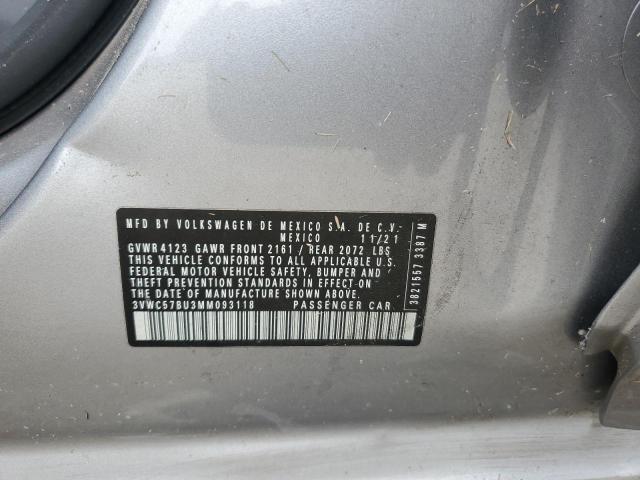 MFD BY VOLKSWAGEN DE MEXICO S.A. DE C.V.
MEXICO 11/21
GVWR 4123 GAWR FRONT 2161 / REAR 2072 LBS
THIS VEHICLE CONFORMS TO ALL APPLICABLE U.S.
FEDERAL MOTOR VEHICLE SAFETY, BUMPER AND
THEFT PREVENTION STANDARDS IN EFFECT ON THE
DATE OF MANUFACTURE SHOWN ABOVE.
3VWC57BU3MM093118 PASSENGER CAR
3B21557 3387 M